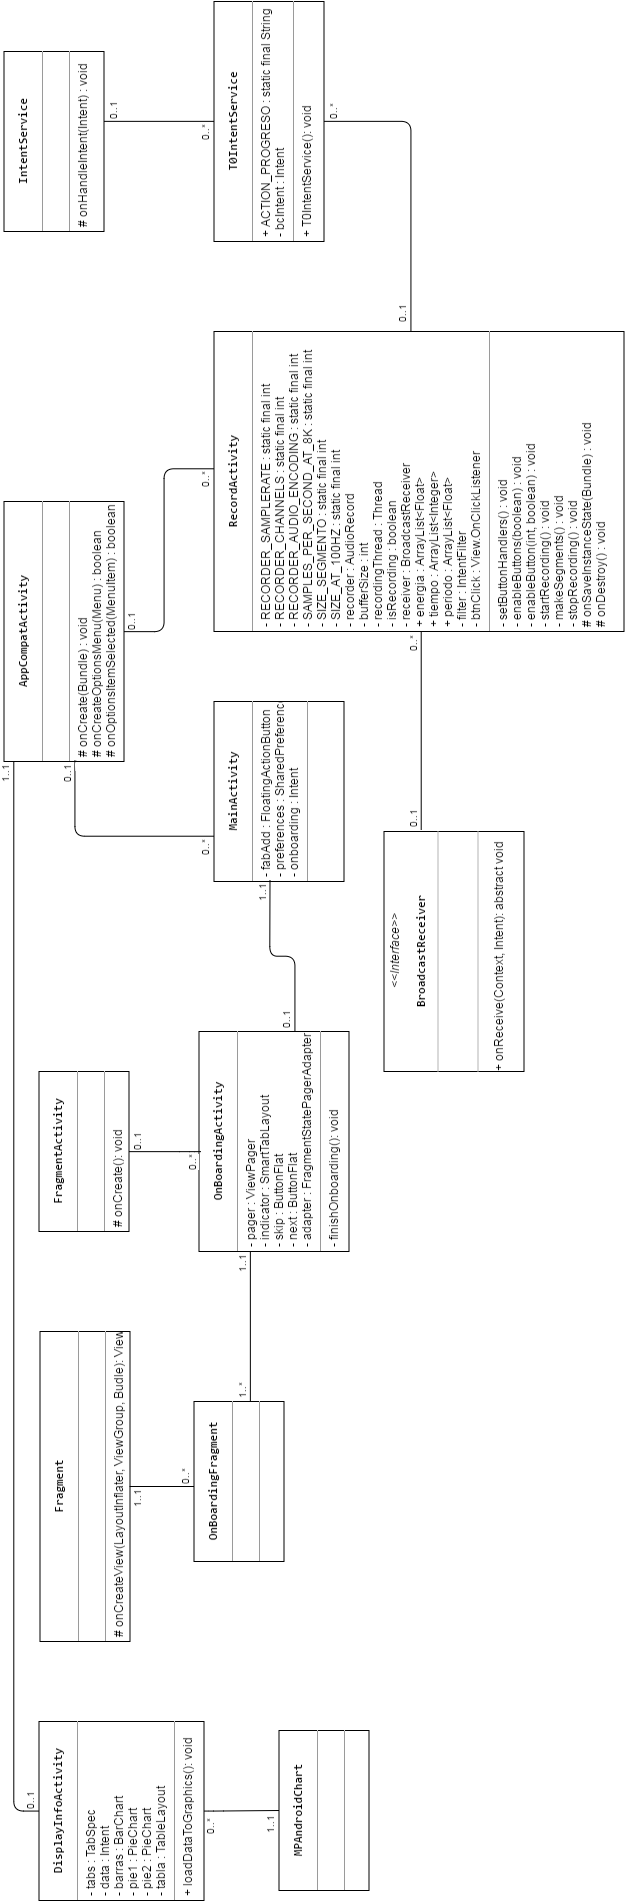 DisplayInfoActivity
- tabs : TabSpec
- data : Intent
- barras : BarChart
- pie1 : PieChart
- pie2 : PieChart
- tabla : TableLayout
+ loadDataToGraphics(): void
0..1
0..*
1..1
MPAndroidChart
Fragment
# onCreateView(LayoutInflater, ViewGroup, Budle): View
1..1
0..*
OnBoardingFragment
1..*
1..1
FragmentActivity
# onCreate(): void
0..1
0..*
OnBoardingActivity
- pager : ViewPager
- indicator : SmartTabLayout
- skip : ButtonFlat
- next : ButtonFlat
- adapter : FragmentStatePagerAdapter
- finishOnboarding(): void
0..1
1..1
AppCompatActivity
# onCreate(Bundle) : void
# onCreateOptionsMenu(Menu) : boolean
# onOptionsItemSelected(MenuItem) : boolean
1..1
0..1
0..1
0..*
MainActivity
- fabAdd : FloatingActionButton
- preferences : SharedPreferenc
- onboarding : Intent
0..*
RecordActivity
- RECORDER_SAMPLERATE : static final int
- RECORDER_CHANNELS : static final int
- RECORDER_AUDIO_ENCODING : static final int
- SAMPLES_PER_SECOND_AT_8K : static final int
- SIZE_SEGMENTO : static final int
- SIZE_AT_100HZ : static final int
- recorder : AudioRecord
- bufferSize : int
- recordingThread : Thread
- isRecording : boolean
- receiver : BroadcastReceiver
+ energia : ArrayList<Float>
+ tiempo : ArrayList<Integer>
+ periodo : ArrayList<Float>
- filter : IntentFilter
- btnClick : View.OnClickListener
- setButtonHandlers() : void
- enableButtons(boolean) : void
- enableButton(int, boolean) : void
- startRecording() : void
- makeSegments() : void
- stopRecording() : void
# onSaveInstanceState(Bundle) : void
# onDestroy() : void
0..*
0..1
<<Interface>>
BroadcastReceiver
+ onReceive(Context, Intent): abstract void
IntentService
# onHandleIntent(Intent) : void
0..1
0..*
T0IntentService
+ ACTION_PROGRESO : static final String
- bcIntent : Intent
+ T0IntentService(): void
0..*
0..1